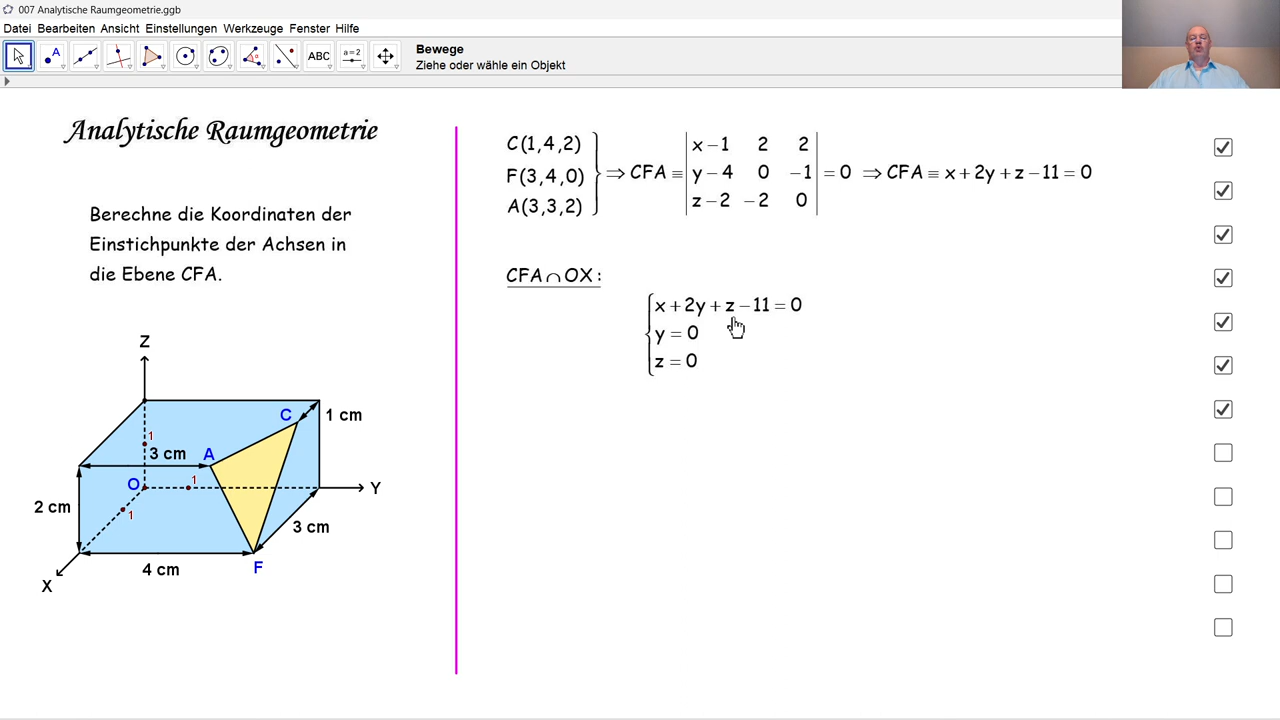 007 Analytische Raumgeometrie.ggb
Datei Bearbeiten Ansicht Einstellungen Werkzeuge Fenster Hilfe
A ABC a=2
Bewege
Ziehe oder wähle ein Objekt
Analytische Raumgeometrie
Berechne die Koordinaten der
Einstichpunkte der Achsen in
die Ebene CFA.
Z
C 1 cm
1
3 cm A
O 1 Y
2 cm 1
3 cm
4 cm F
X
C(1,4,2)
F(3,4,0)
A(3,3,2)
⇒ CFA ≡ | x−1 2 2 |
| y−4 0 −1 | = 0 ⇒ CFA ≡ x+2y+z−11=0
| z−2 −2 0 |
CFA∩OX:
x+2y+z−11=0
y=0
z=0